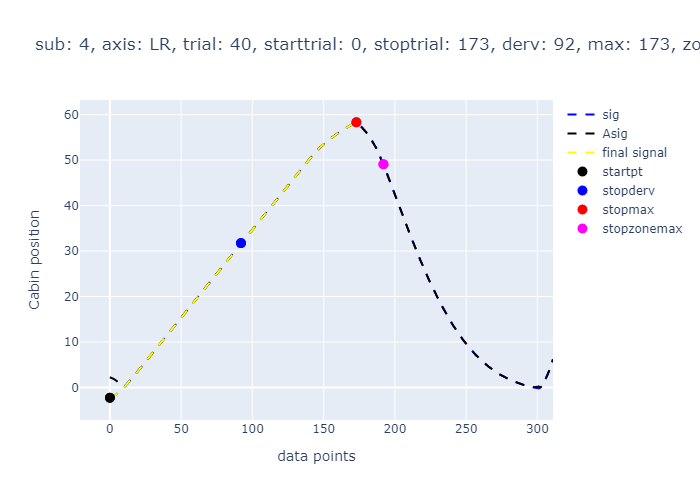 sub: 4, axis: LR, trial: 40, starttrial: 0, stoptrial: 173, derv: 92, max: 173, zo
60
50
40
30
20
10
0
Cabin position
0 50 100 150 200 250 300
data points
sig
Asig
final signal
startpt
stopderv
stopmax
stopzonemax